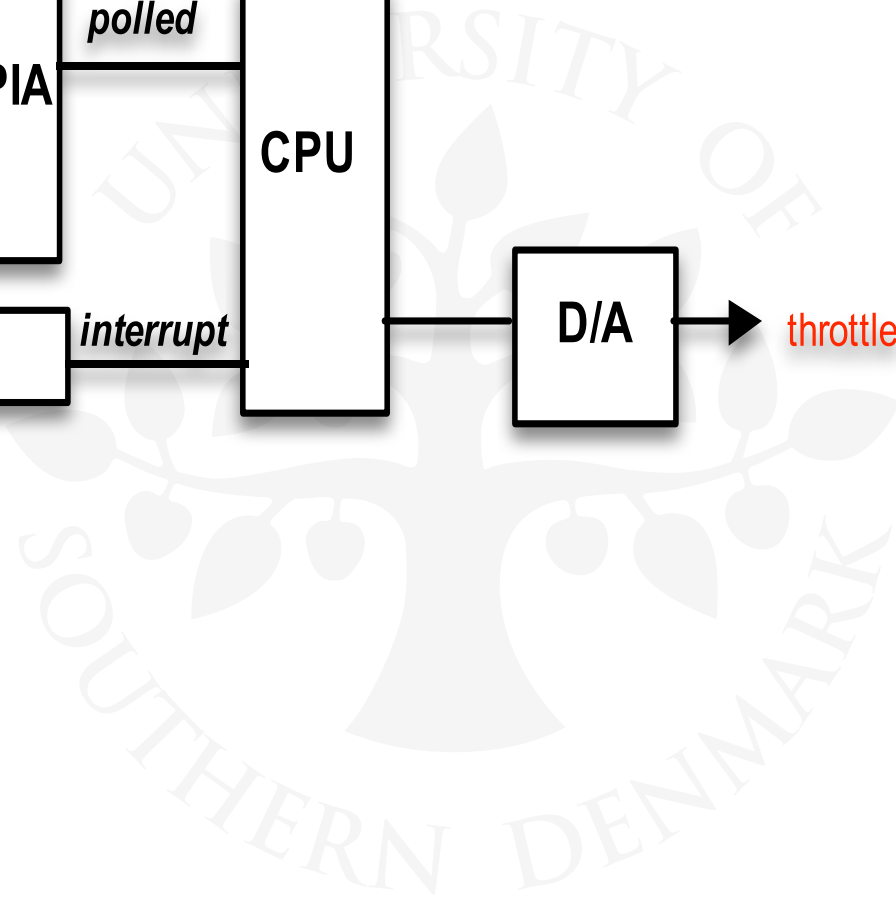 polled
PIA
CPU
interrupt
D/A
throttle
UNIVERSITY OF
SOUTHERN DENMARK